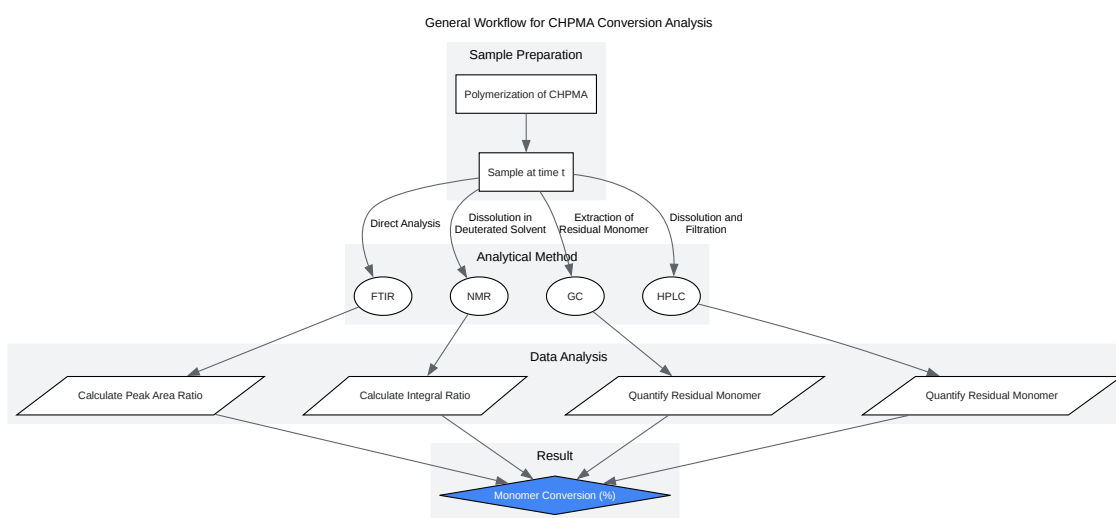 General Workflow for CHPMA Conversion Analysis
Sample Preparation
Polymerization of CHPMA
Sample at time t
Direct Analysis
Dissolution in
Deuterated Solvent
Extraction of
Residual Monomer
Dissolution and
Filtration
Analytical Method
FTIR
NMR
GC
HPLC
Data Analysis
Calculate Peak Area Ratio
Calculate Integral Ratio
Quantify Residual Monomer
Quantify Residual Monomer
Result
Monomer Conversion (%)